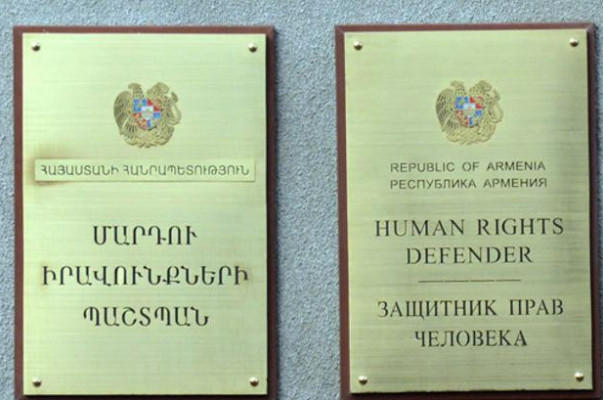 ՀԱՅԱՍՏԱՆԻ ՀԱՆՐԱՊԵՏՈՒԹՅՈՒՆ
ՄԱՐԴՈՒ
ԻՐԱՎՈՒՆՔՆԵՐԻ
ՊԱՇՏՊԱՆ
REPUBLIC OF ARMENIA
РЕСПУБЛИКА АРМЕНИЯ
HUMAN RIGHTS
DEFENDER
ЗАЩИТНИК ПРАВ
ЧЕЛОВЕКА